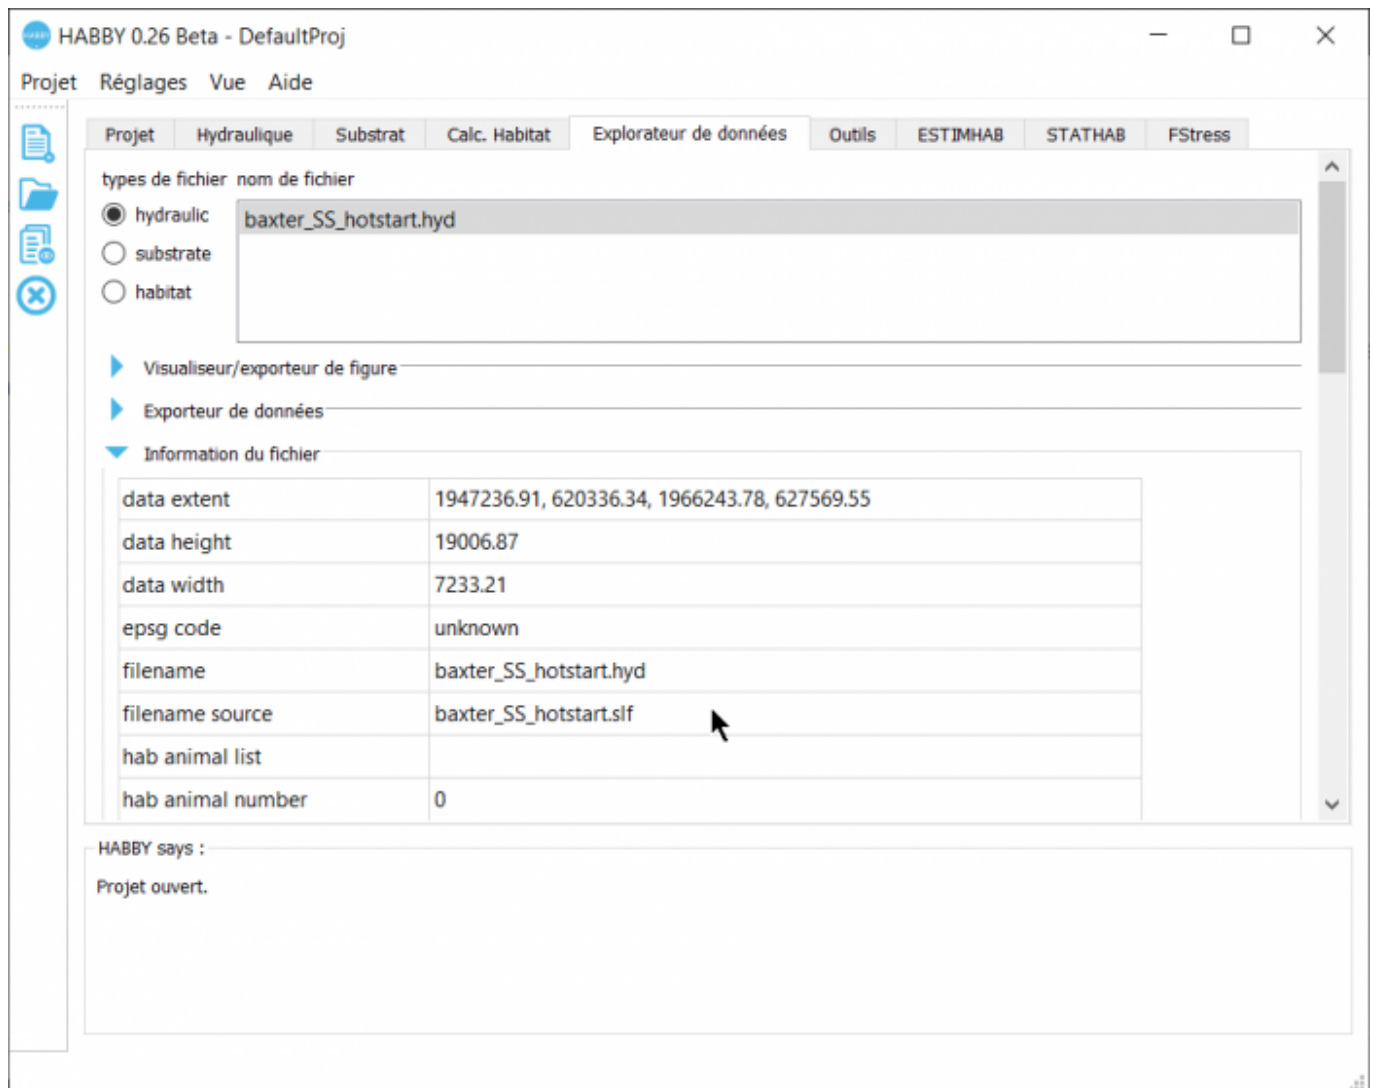 HABBY 0.26 Beta - DefaultProj
Projet Réglages Vue Aide
Projet Hydraulique Substrat Calc. Habitat Explorateur de données Outils ESTIMHAB STATHAB FStress
types de fichier nom de fichier
hydraulic baxter_SS_hotstart.hyd
substrate
habitat
Visualiseur/exporteur de figure
Exporteur de données
Information du fichier
data extent 1947236.91, 620336.34, 1966243.78, 627569.55
data height 19006.87
data width 7233.21
epsg code unknown
filename baxter_SS_hotstart.hyd
filename source baxter_SS_hotstart.slf
hab animal list
hab animal number 0
HABBY says :
Projet ouvert.